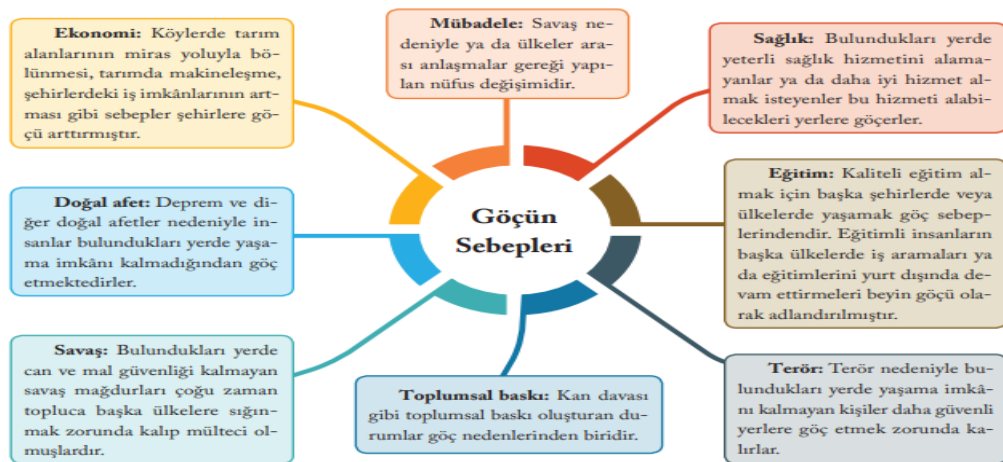 Ekonomi: Köylerde tarım
alanlarının miras yoluyla bö-
lünmesi, tarımda makineleşme,
şehirlerdeki iş imkânlarının art-
ması gibi sebepler şehirlere gö-
çü arttırmıştır.
Mübadele: Savaş ne-
deniyle ya da ülkeler ara-
sı anlaşmalar gereği yapı-
lan nüfus değişimidir.
Sağlık: Bulundukları yerde
yeterli sağlık hizmetini alama-
yanlar ya da daha iyi hizmet al-
mak isteyenler bu hizmeti alabi-
lecekleri yerlere göçerler.
Doğal afet: Deprem ve di-
ğer doğal afetler nedeniyle in-
sanlar bulundukları yerde yaşa-
ma imkânı kalmadığından göç
etmektedirler.
Göçün
Sebepleri
Eğitim: Kaliteli eğitim al-
mak için başka şehirlerde veya
ülkelerde yaşamak göç sebep-
lerindendir. Eğitimli insanların
başka ülkelerde iş aramaları ya
da eğitimlerini yurt dışında de-
vam ettirmeleri beyin göçü ola-
rak adlandırılmıştır.
Savaş: Bulundukları yerde
can ve mal güvenliği kalmayan
savaş mağdurları çoğu zaman
topluca başka ülkelere sığın-
mak zorunda kalıp mülteci ol-
muşlardır.
Toplumsal baskı: Kan davası
gibi toplumsal baskı oluşturan du-
rumlar göç nedenlerinden biridir.
Terör: Terör nedeniyle bu-
lundukları yerde yaşama imkâ-
nı kalmayan kişiler daha güvenli
yerlere göç etmek zorunda ka-
lırlar.